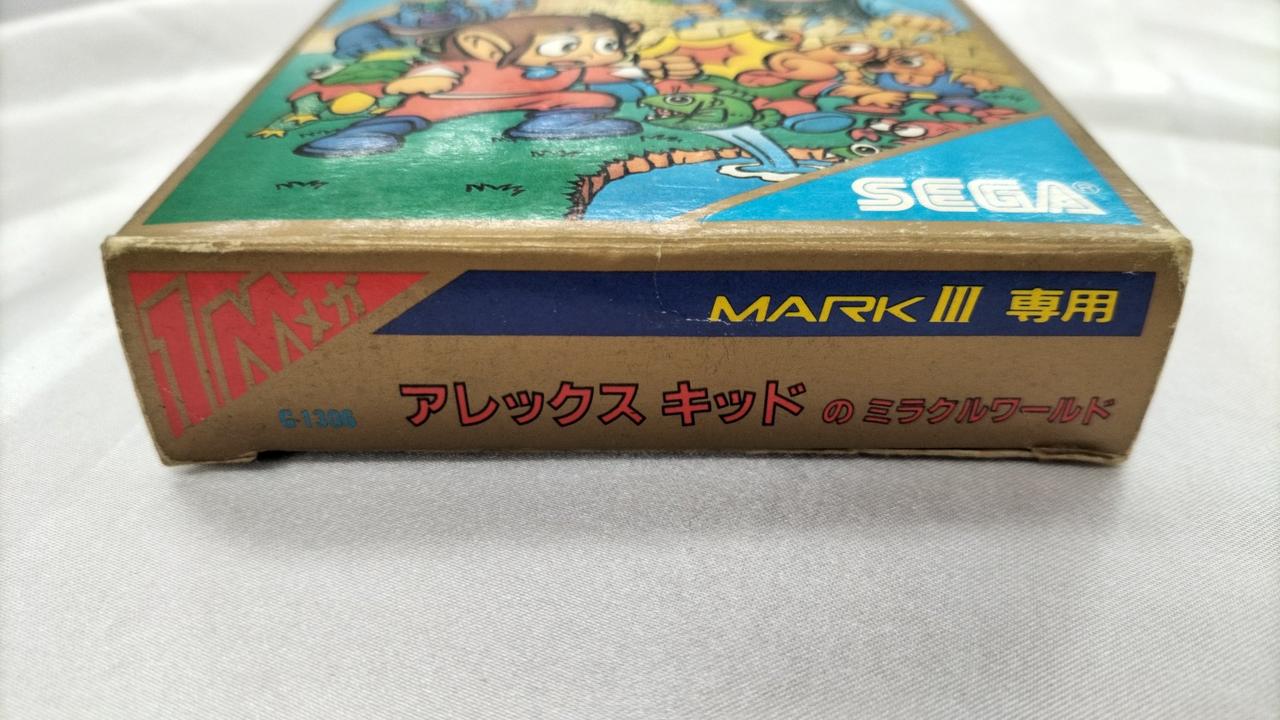 SEGA®
1Mメガ
MARK III 専用
G-1306
アレックス キッド の ミラクルワールド